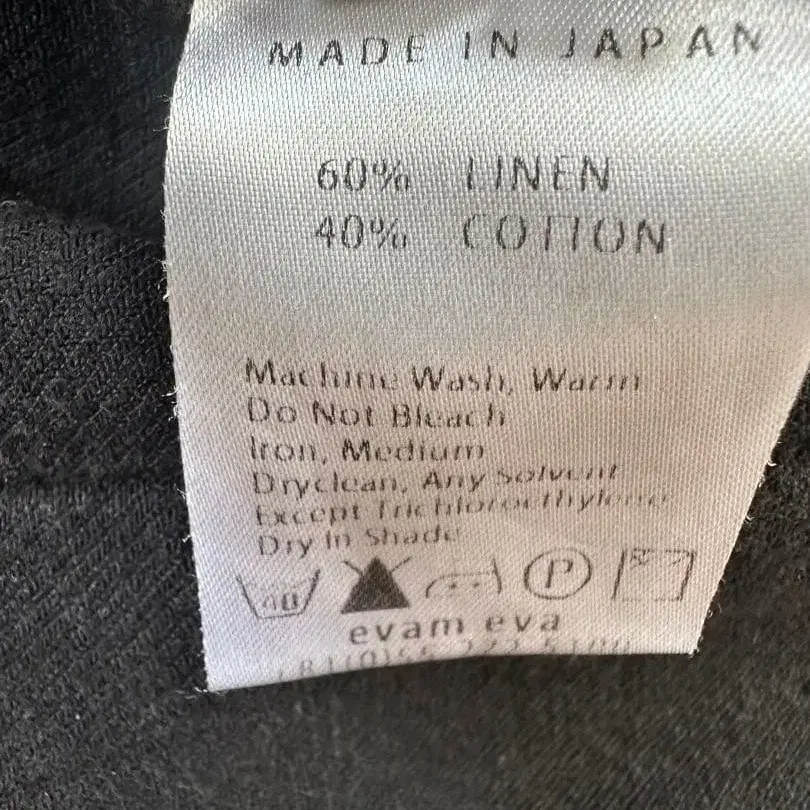 MADE IN JAPAN
60% LINEN
40% COTTON
Machine Wash, Warm
Do Not Bleach
Iron, Medium
Dryclean, Any Solvent
Except Trichloroethylene
Dry In Shade
40 P
evam eva